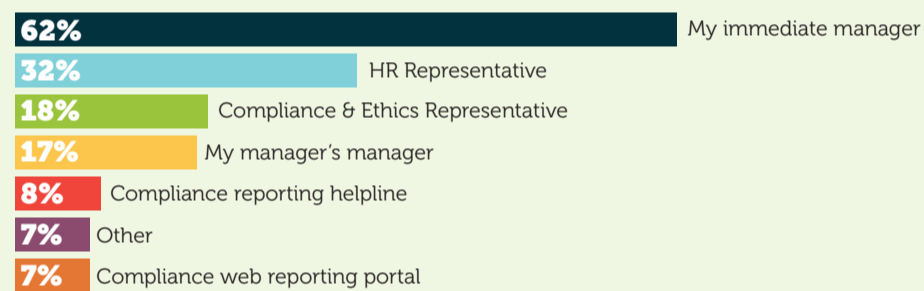 62% My immediate manager
32% HR Representative
18% Compliance & Ethics Representative
17% My manager’s manager
8% Compliance reporting helpline
7% Other
7% Compliance web reporting portal